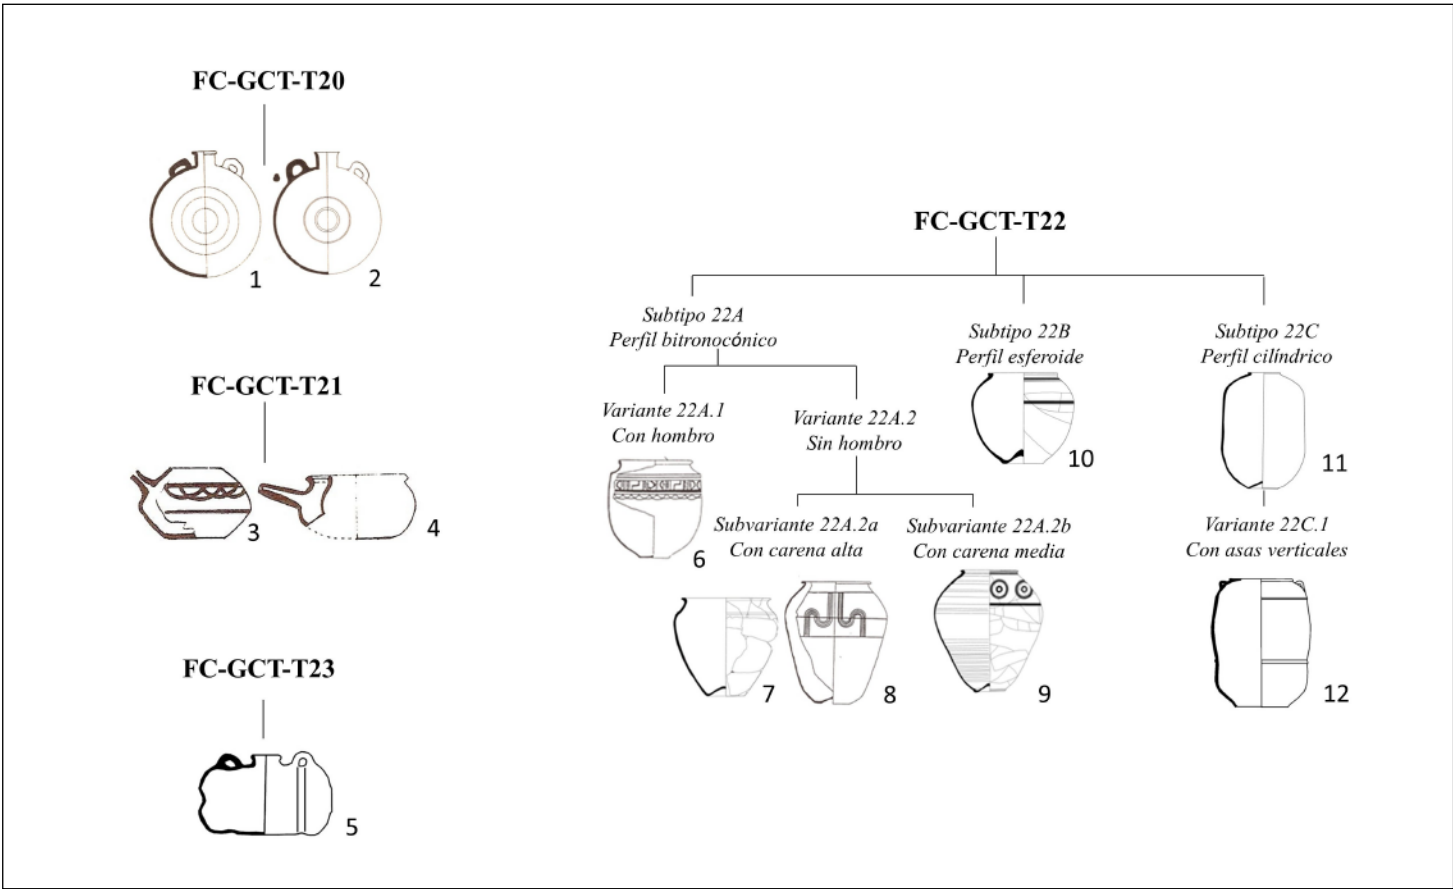 FC-GCT-T20
1
2
FC-GCT-T21
3
4
FC-GCT-T23
5
FC-GCT-T22
Subtipo 22A
Perfil bitronocónico
Variante 22A.1
Con hombro
6
Variante 22A.2
Sin hombro
Subvariante 22A.2a
Con carena alta
7
8
Subvariante 22A.2b
Con carena media
9
Subtipo 22B
Perfil esferoide
10
Subtipo 22C
Perfil cilíndrico
11
Variante 22C.1
Con asas verticales
12